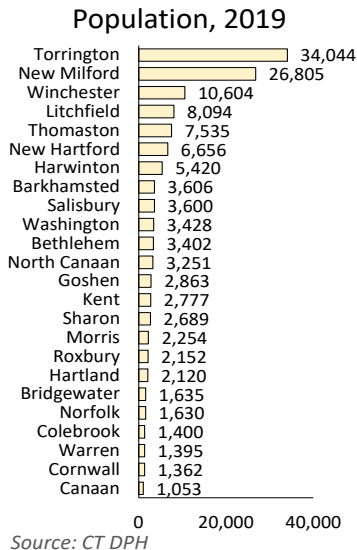 Population, 2019
Torrington 34,044
New Milford 26,805
Winchester 10,604
Litchfield 8,094
Thomaston 7,535
New Hartford 6,656
Harwinton 5,420
Barkhamsted 3,606
Salisbury 3,600
Washington 3,428
Bethlehem 3,402
North Canaan 3,251
Goshen 2,863
Kent 2,777
Sharon 2,689
Morris 2,254
Roxbury 2,152
Hartland 2,120
Bridgewater 1,635
Norfolk 1,630
Colebrook 1,400
Warren 1,395
Cornwall 1,362
Canaan 1,053
0 20,000 40,000
Source: CT DPH